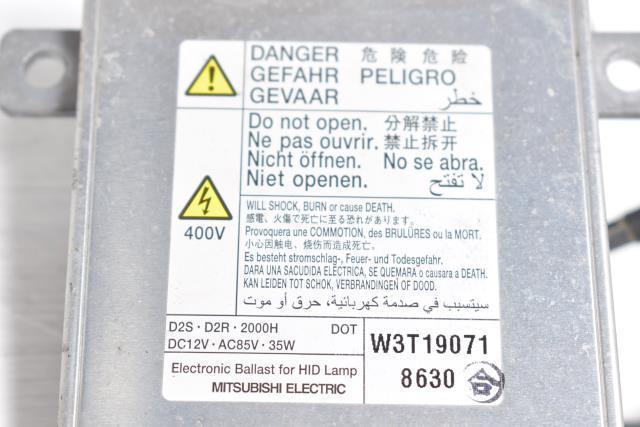 DANGER 危険 危险
GEFAHR PELIGRO
GEVAAR خطر
Do not open. 分解禁止
Ne pas ouvrir. 禁止拆开
Nicht öffnen. No se abra.
Niet openen. لا تفتح
400V
WILL SHOCK, BURN or cause DEATH.
感電、火傷で死亡に至る恐れがあります。
Provoquera une COMMOTION, des BRULÛRES ou la MORT.
小心因触电、烧伤而造成死亡。
Es besteht stromschlag-, Feuer- und Todesgefahr.
DARA UNA SACUDIDA ELÉCTRICA, SE QUEMARA o causara a DEATH.
KAN LEIDEN TOT SCHOK, VERBRANDINGEN OF DOOD.
سيتسبب في صدمة كهربائية، حرق أو موت
D2S · D2R · 2000H DOT
DC12V · AC85V · 35W
W3T19071
Electronic Ballast for HID Lamp
8630 合
MITSUBISHI ELECTRIC